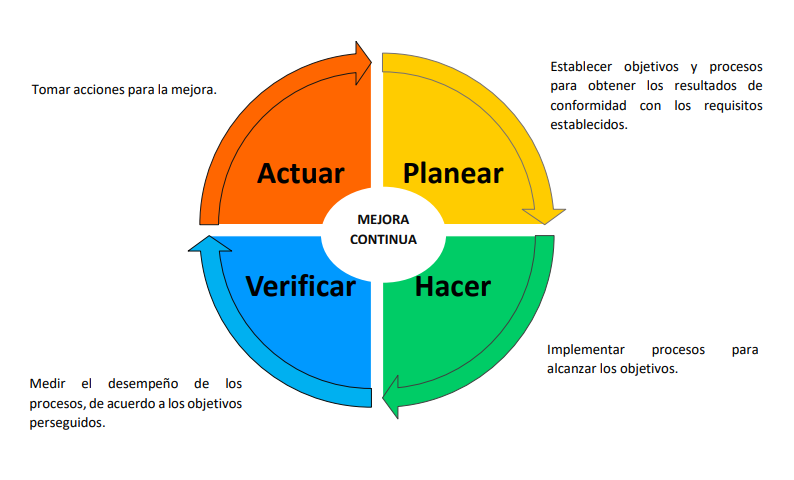 Tomar acciones para la mejora.
Establecer objetivos y procesos
para obtener los resultados de
conformidad con los requisitos
establecidos.
Actuar
Planear
MEJORA
CONTINUA
Verificar
Hacer
Implementar procesos para
alcanzar los objetivos.
Medir el desempeño de los
procesos, de acuerdo a los objetivos
perseguidos.